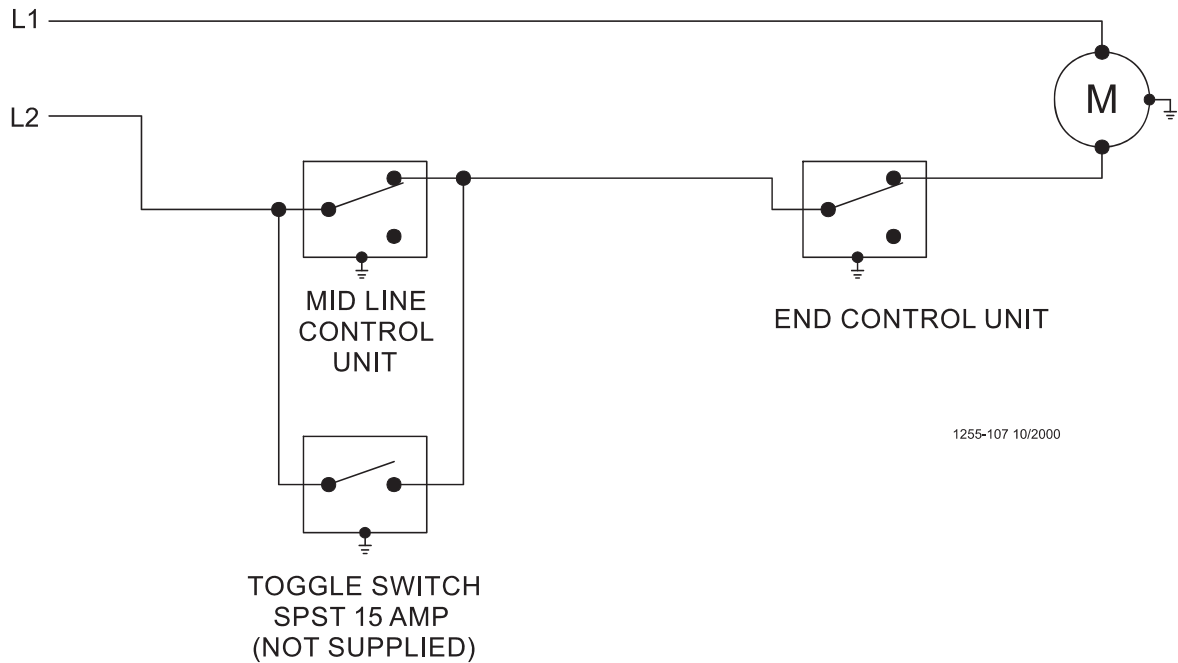 L1
L2
M
MID LINE
CONTROL
UNIT
END CONTROL UNIT
1255-107 10/2000
TOGGLE SWITCH
SPST 15 AMP
(NOT SUPPLIED)